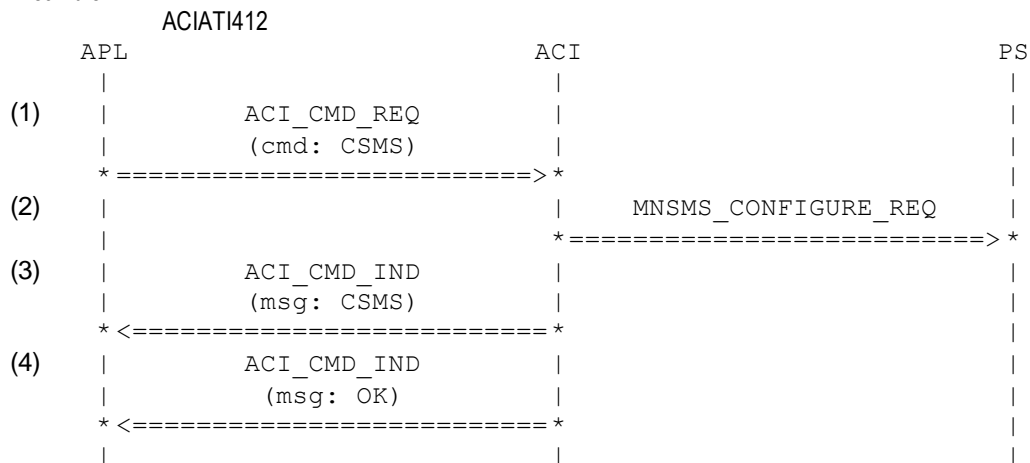 ACIATI412
APL ACI PS
| | |
(1) | ACI_CMD_REQ | |
| (cmd: CSMS) | |
* ==========================> * |
(2) | | MNSMS_CONFIGURE_REQ |
| * ==========================> *
(3) | ACI_CMD_IND | |
| (msg: CSMS) | |
* <========================== * |
(4) | ACI_CMD_IND | |
| (msg: OK) | |
* <========================== * |
| | |